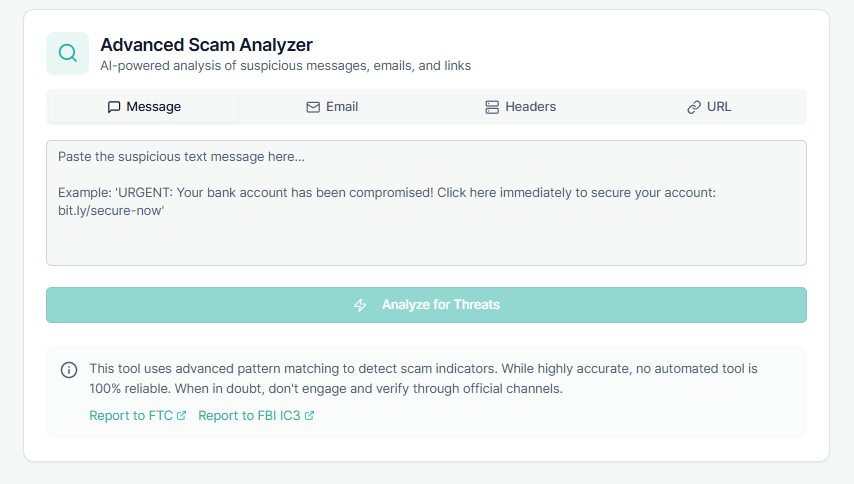 Advanced Scam Analyzer
AI-powered analysis of suspicious messages, emails, and links
Message Email Headers URL
Paste the suspicious text message here...
Example: 'URGENT: Your bank account has been compromised! Click here immediately to secure your account:
bit.ly/secure-now'
Analyze for Threats
This tool uses advanced pattern matching to detect scam indicators. While highly accurate, no automated tool is
100% reliable. When in doubt, don't engage and verify through official channels.
Report to FTC Report to FBI IC3